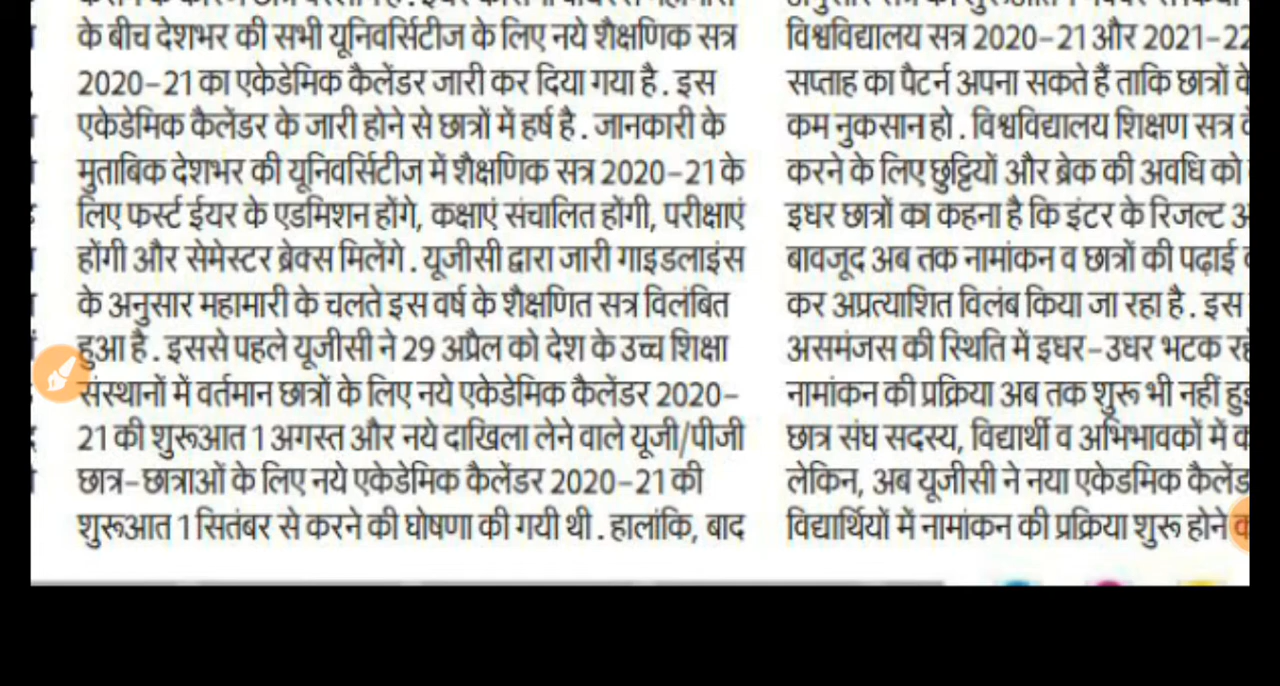 के बीच देशभर की सभी यूनिवर्सिटीज के लिए नये शैक्षणिक सत्र
2020-21 का एकेडेमिक कैलेंडर जारी कर दिया गया है. इस
एकेडेमिक कैलेंडर के जारी होने से छात्रों में हर्ष है. जानकारी के
मुताबिक देशभर की यूनिवर्सिटीज में शैक्षणिक सत्र 2020-21 के
लिए फर्स्ट ईयर के एडमिशन होंगे, कक्षाएं संचालित होंगी, परीक्षाएं
होंगी और सेमेस्टर ब्रेक्स मिलेंगे. यूजीसी द्वारा जारी गाइडलाइंस
के अनुसार महामारी के चलते इस वर्ष के शैक्षणित सत्र विलंबित
हुआ है. इससे पहले यूजीसी ने 29 अप्रैल को देश के उच्च शिक्षा
संस्थानों में वर्तमान छात्रों के लिए नये एकेडेमिक कैलेंडर 2020-
21 की शुरूआत 1 अगस्त और नये दाखिला लेने वाले यूजी/पीजी
छात्र-छात्राओं के लिए नये एकेडेमिक कैलेंडर 2020-21 की
शुरूआत 1 सितंबर से करने की घोषणा की गयी थी. हालांकि, बाद
विश्वविद्यालय सत्र 2020-21 और 2021-22
सप्ताह का पैटर्न अपना सकते हैं ताकि छात्रों के
कम नुकसान हो. विश्वविद्यालय शिक्षण सत्र
करने के लिए छुट्टियों और ब्रेक की अवधि को
इधर छात्रों का कहना है कि इंटर के रिजल्ट
बावजूद अब तक नामांकन व छात्रों की पढ़ाई
कर अप्रत्याशित विलंब किया जा रहा है. इस
असमंजस की स्थिति में इधर-उधर भटक
नामांकन की प्रक्रिया अब तक शुरू भी नहीं
छात्र संघ सदस्य, विद्यार्थी व अभिभावकों में
लेकिन, अब यूजीसी ने नया एकेडमिक
विद्यार्थियों में नामांकन की प्रक्रिया शुरू होने